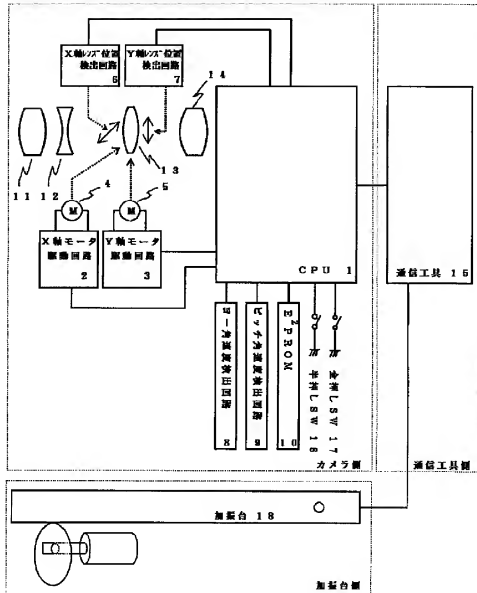 X軸レンズ位置
検出回路
6
Y軸レンズ位置
検出回路
7
14
11
12
13
M
4
M
5
X軸モータ
駆動回路
2
Y軸モータ
駆動回路
3
CPU 1
通信工具 15
ヨー角速度検出回路 8
ピッチ角速度検出回路 9
E²PROM 10
半押しSW 16
全押しSW 17
カメラ側
通信工具側
加振台 18
加振台側